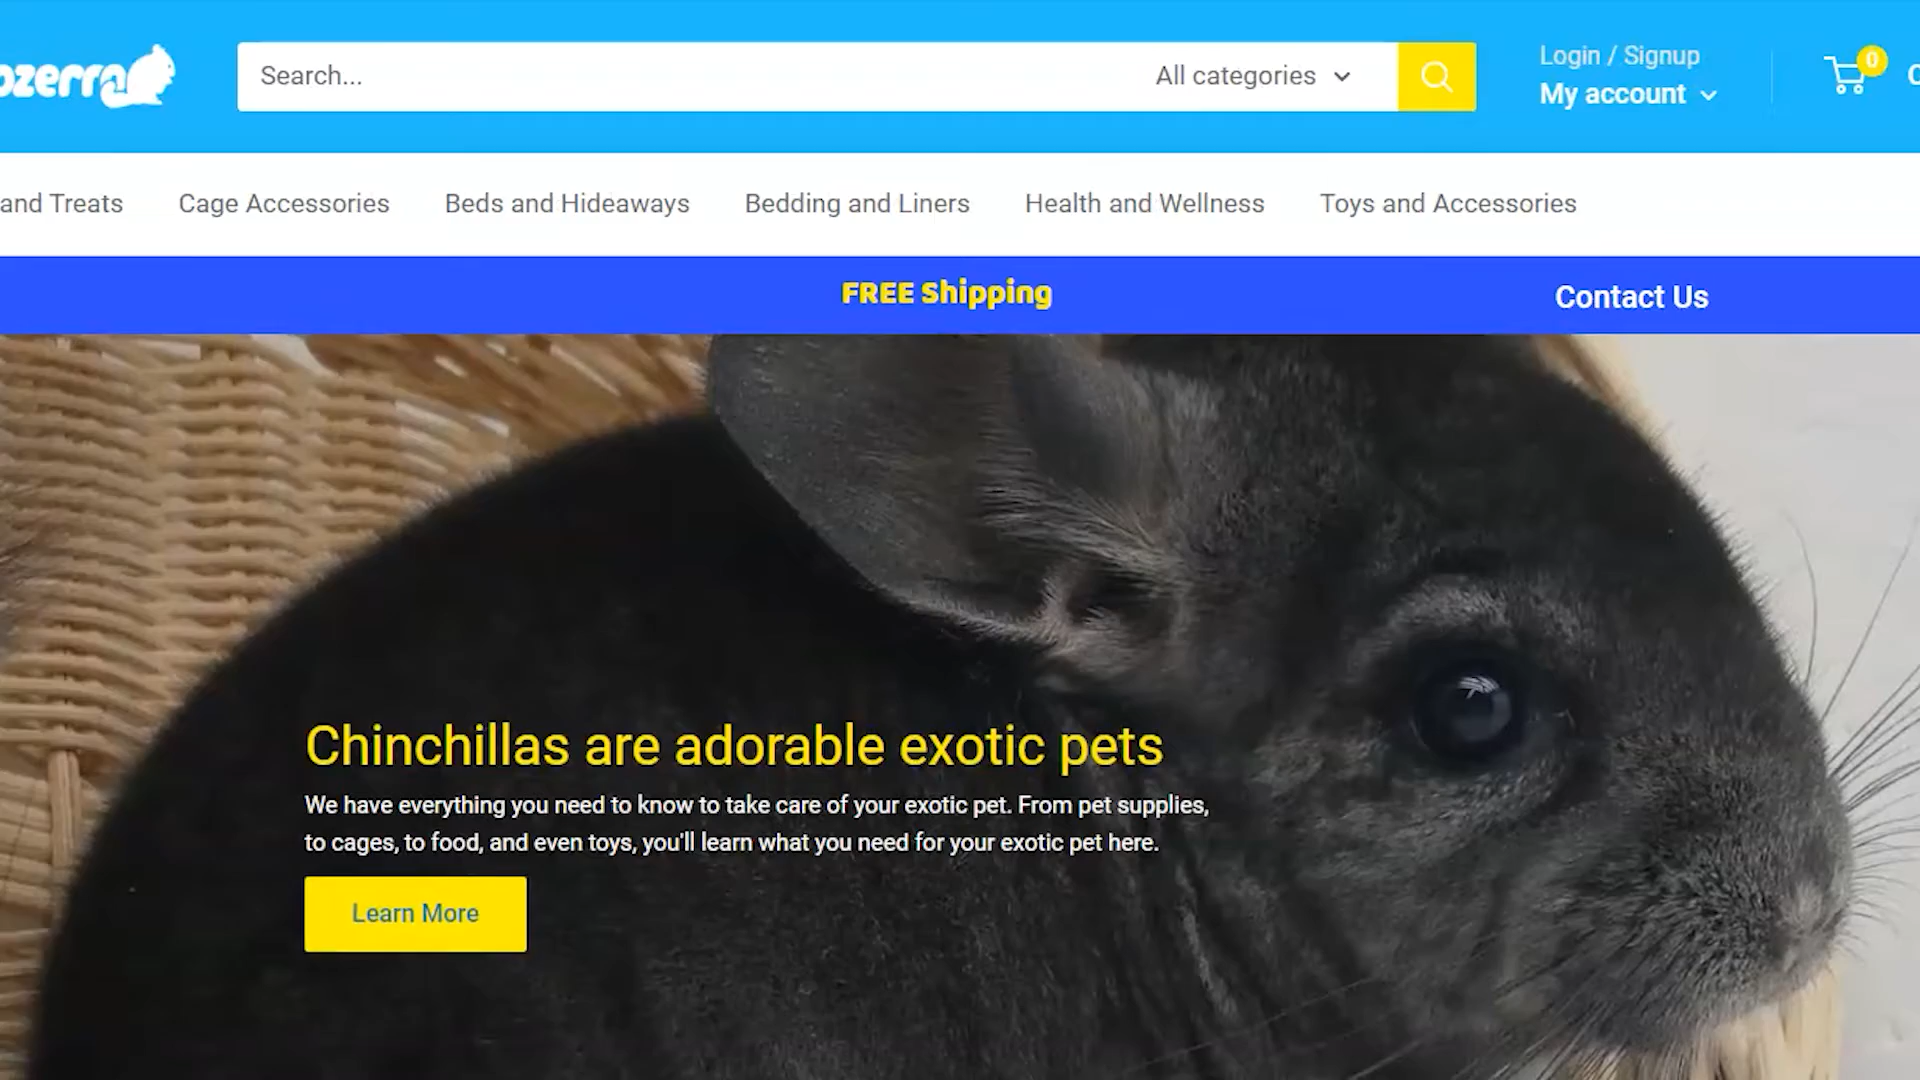 Search...
All categories
Login / Signup
My account
0
and Treats
Cage Accessories
Beds and Hideaways
Bedding and Liners
Health and Wellness
Toys and Accessories
FREE Shipping
Contact Us
Chinchillas are adorable exotic pets
We have everything you need to know to take care of your exotic pet. From pet supplies,
to cages, to food, and even toys, you'll learn what you need for your exotic pet here.
Learn More